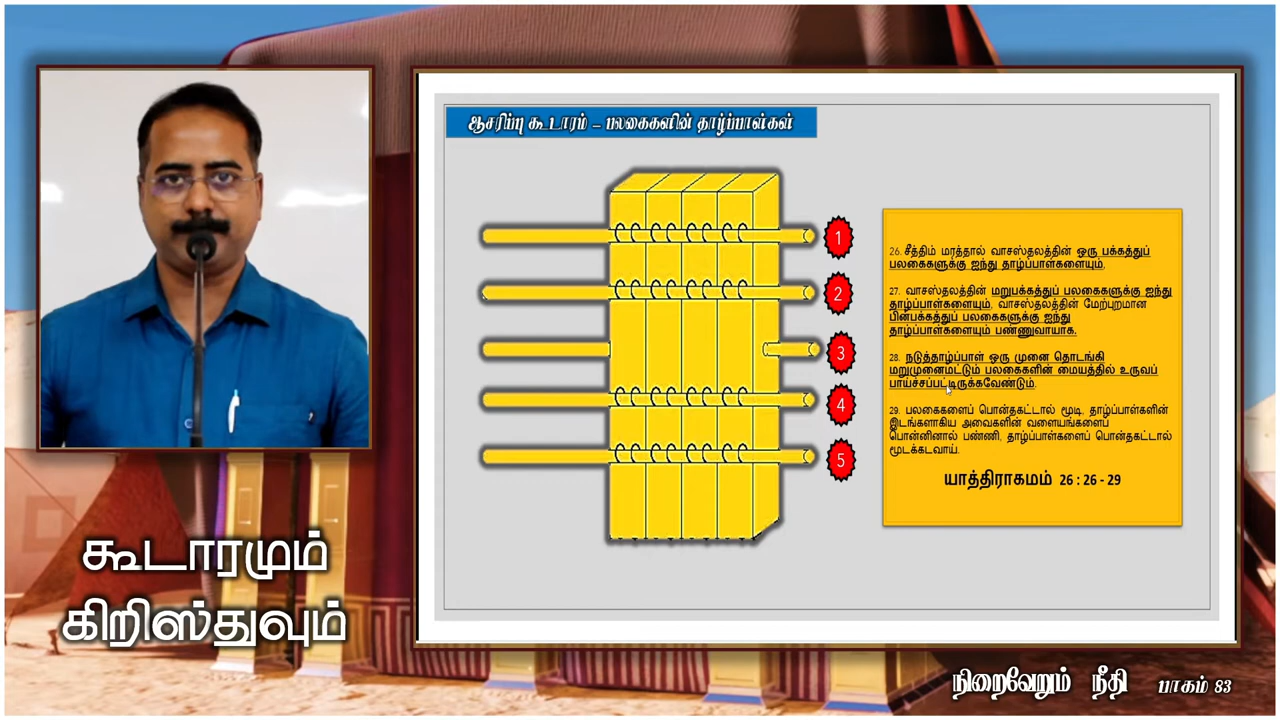 ஆசரிப்பு கூடாரம் – பலகைகளின் தாழ்ப்பாள்கள்
1
2
3
4
5
26. சீத்திம் மரத்தால் வாசஸ்தலத்தின் ஒரு பக்கத்துப்
பலகைகளுக்கு ஐந்து தாழ்ப்பாள்களையும்,
27. வாசஸ்தலத்தின் மறுபக்கத்துப் பலகைகளுக்கு ஐந்து
தாழ்ப்பாள்களையும், வாசஸ்தலத்தின் மேற்புறமான
பின்பக்கத்துப் பலகைகளுக்கு ஐந்து
தாழ்ப்பாள்களையும் பண்ணுவாயாக.
28. நடுத்தாழ்ப்பாள் ஒரு முனை தொடங்கி
மறுமுனைமட்டும் பலகைகளின் மையத்தில் உருவப்
பாய்ச்சப்பட்டிருக்கவேண்டும்.
29. பலகைகளைப் பொன்தகட்டால் மூடி, தாழ்ப்பாள்களின்
இடங்களாகிய அவைகளின் வளையங்களைப்
பொன்னினால் பண்ணி, தாழ்ப்பாள்களைப் பொன்தகட்டால்
மூடக்கடவாய்.
யாத்திராகமம் 26 : 26 - 29
கூடாரமும்
கிறிஸ்துவும்
நிறைவேறும் நீதி பாகம் 83